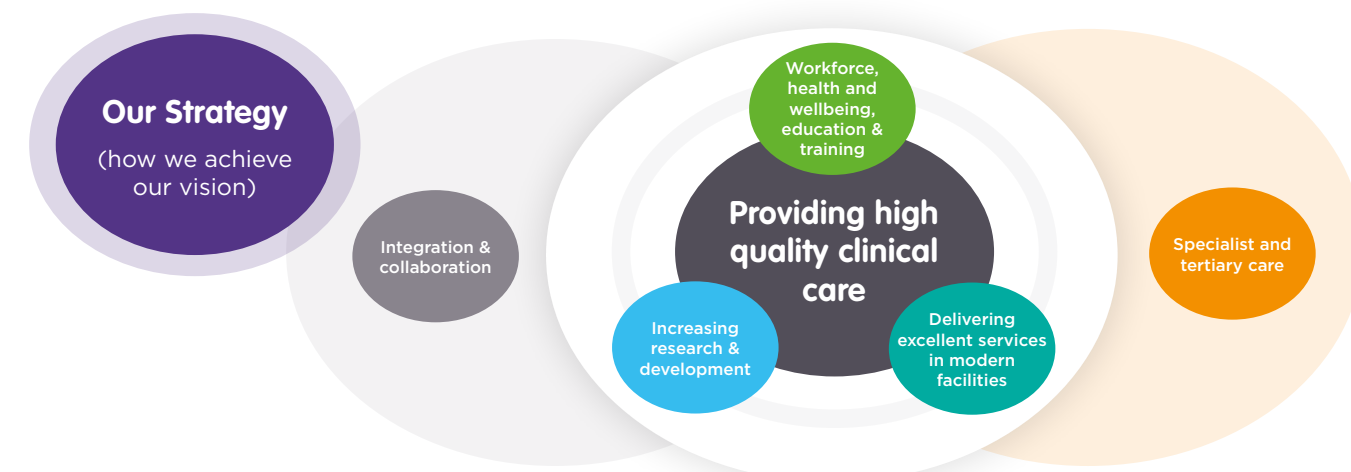 Our Strategy
(how we achieve
our vision)
Integration &
collaboration
Workforce,
health and
wellbeing,
education &
training
Providing high
quality clinical
care
Increasing
research &
development
Delivering
excellent services
in modern
facilities
Specialist and
tertiary care